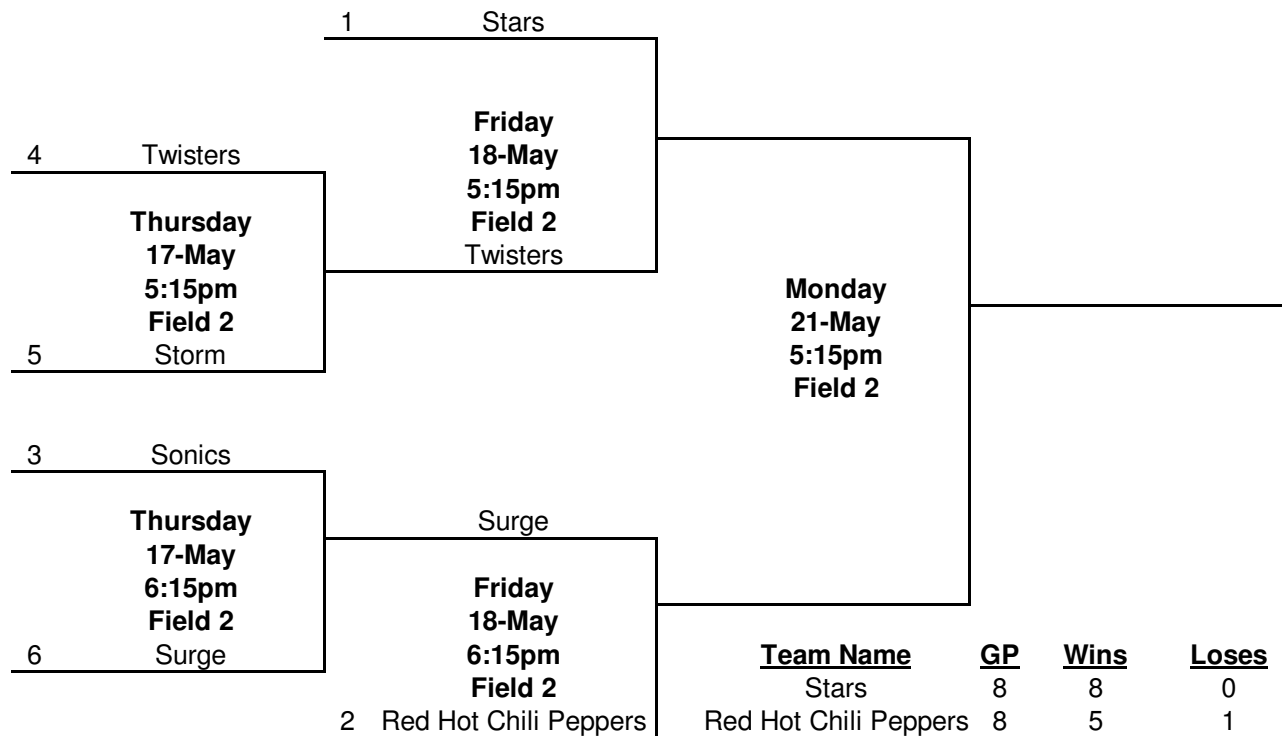 1 Stars
Friday
18-May
5:15pm
Field 2
Twisters
4 Twisters
Thursday
17-May
5:15pm
Field 2
5 Storm
Monday
21-May
5:15pm
Field 2
3 Sonics
Thursday
17-May
6:15pm
Field 2
6 Surge
Surge
Friday
18-May
6:15pm
Field 2
2 Red Hot Chili Peppers
Team Name GP Wins Loses
Stars 8 8 0
Red Hot Chili Peppers 8 5 1